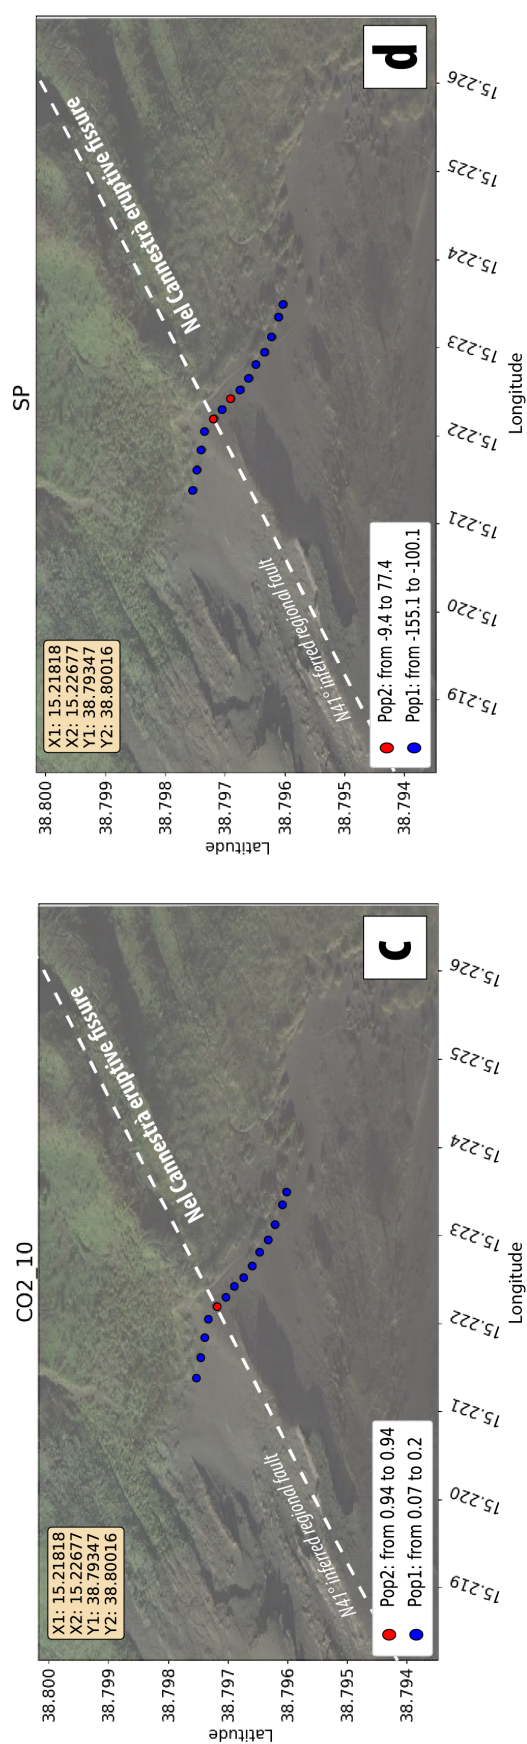 CO2_10
X1: 15.21818
X2: 15.22677
Y1: 38.79347
Y2: 38.80016
Nel Cannestrà eruptive fissure
N41° inferred regional fault
c
Pop2: from 0.94 to 0.94
Pop1: from 0.07 to 0.2
Latitude
38.800
38.799
38.798
38.797
38.796
38.795
38.794
15.219
15.220
15.221
15.222
15.223
15.224
15.225
15.226
Longitude
SP
X1: 15.21818
X2: 15.22677
Y1: 38.79347
Y2: 38.80016
Nel Cannestrà eruptive fissure
N41° inferred regional fault
d
Pop2: from -9.4 to 77.4
Pop1: from -155.1 to -100.1
Latitude
38.800
38.799
38.798
38.797
38.796
38.795
38.794
15.219
15.220
15.221
15.222
15.223
15.224
15.225
15.226
Longitude